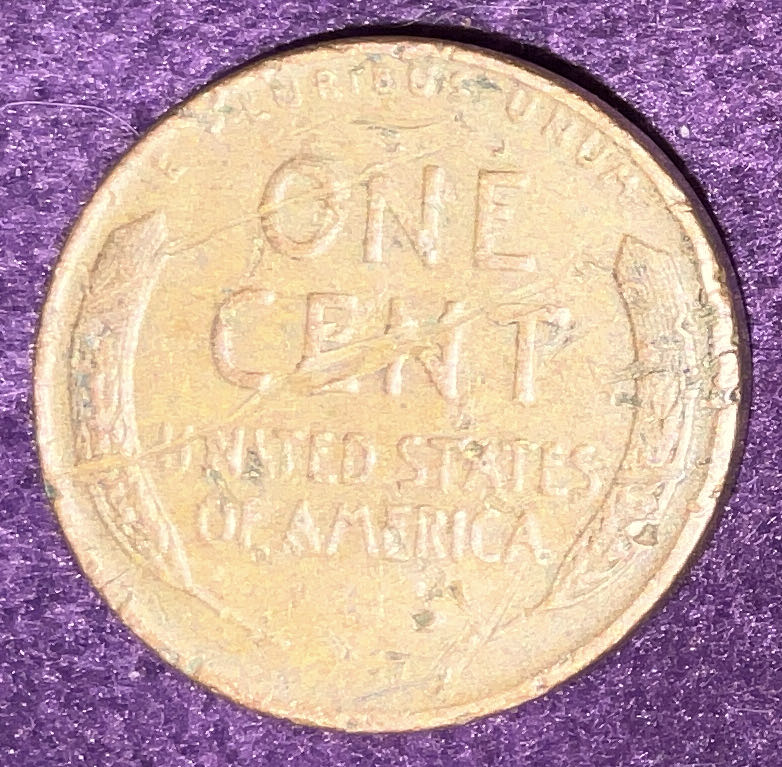 E PLURIBUS UNUM
ONE
CENT
UNITED STATES
OF AMERICA